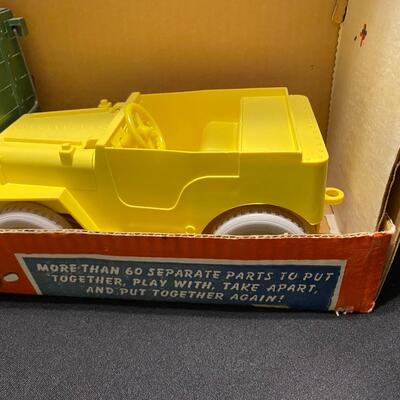 MORE THAN 60 SEPARATE PARTS TO PUT
TOGETHER, PLAY WITH, TAKE APART,
AND PUT TOGETHER AGAIN!